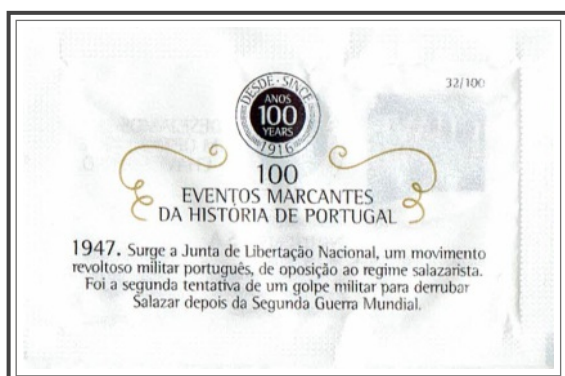 32/100
DESDE · SINCE
ANOS
100
YEARS
1916
100
EVENTOS MARCANTES
DA HISTÓRIA DE PORTUGAL
1947. Surge a Junta de Libertação Nacional, um movimento
revoltoso militar português, de oposição ao regime salazarista.
Foi a segunda tentativa de um golpe militar para derrubar
Salazar depois da Segunda Guerra Mundial.